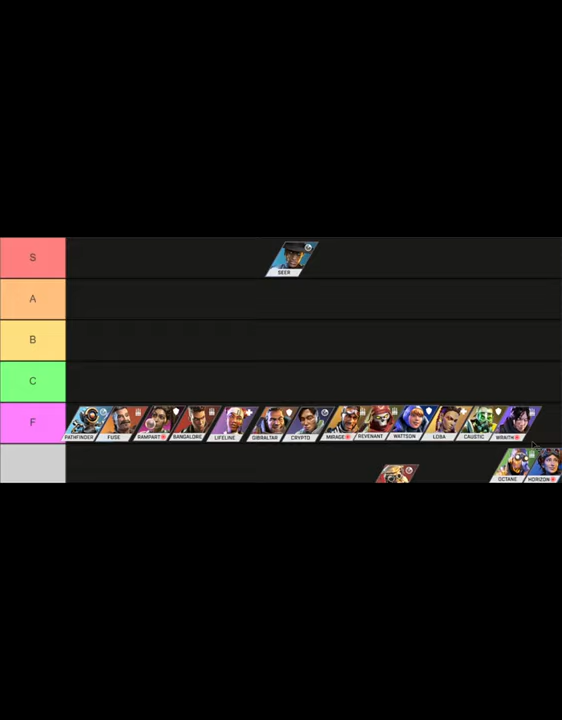 S
SEER
A
B
C
F
PATHFINDER FUSE RAMPART BANGALORE LIFELINE GIBRALTAR CRYPTO MIRAGE REVENANT WATTSON LOBA CAUSTIC WRAITH
OCTANE HORIZON